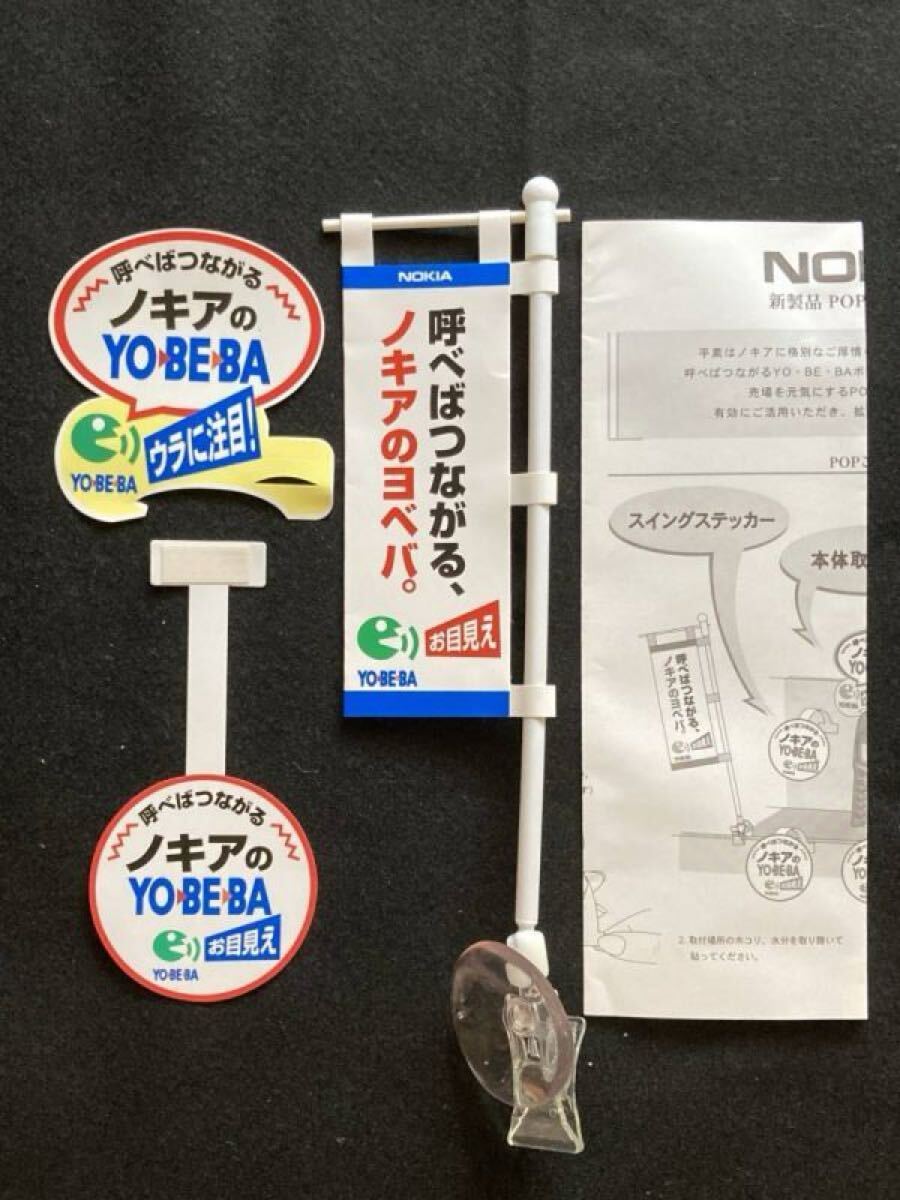 呼べばつながる
ノキアの
YO▸BE▸BA
ウラに注目!
YO▸BE▸BA
呼べばつながる
ノキアの
YO▸BE▸BA
お目見え
YO▸BE▸BA
NOKIA
呼べばつながる、
ノキアのヨベバ。
お目見え
YO▸BE▸BA
NOK
新製品 POP
平素はノキアに格別なご厚情
呼べばつながるYO・BE・BAポ
売場を元気にするPO
有効にご活用いただき、拡
POPこ
スイングステッカー
本体取
呼べばつながる、
ノキアのヨベバ。
ノキアの
YO▸BE▸BA
ノキアの
YO▸BE▸BA
2. 取付場所のホコリ、水分を取り除いて
貼ってください。